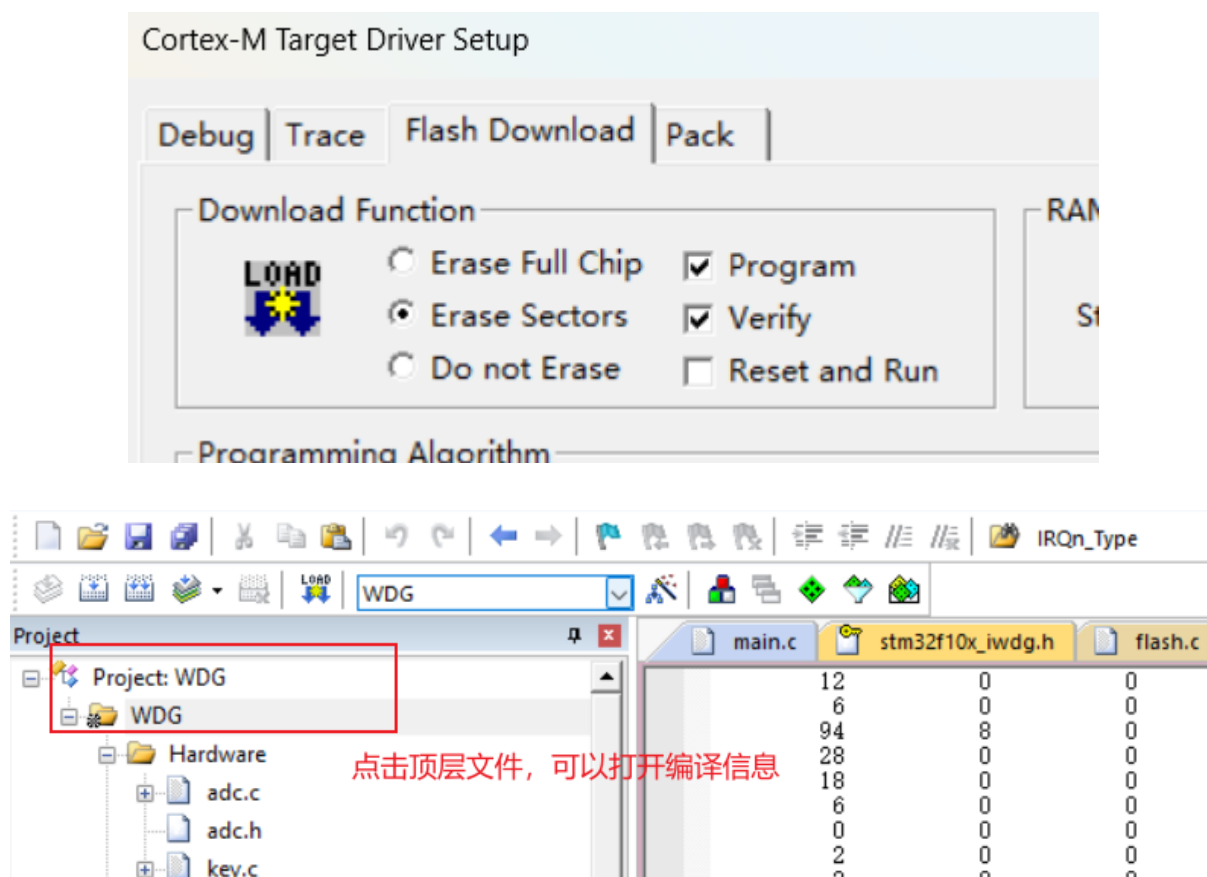 Cortex-M Target Driver Setup
Debug Trace Flash Download Pack
Download Function
LOAD
Erase Full Chip Program
Erase Sectors Verify
Do not Erase Reset and Run
Programming Algorithm
IRQn_Type
LOAD
WDG
Project
main.c stm32f10x_iwdg.h flash.c
Project: WDG
WDG
Hardware
adc.c
adc.h
key.c
点击顶层文件，可以打开编译信息
12 0 0
6 0 0
94 8 0
28 0 0
18 0 0
6 0 0
0 0 0
2 0 0